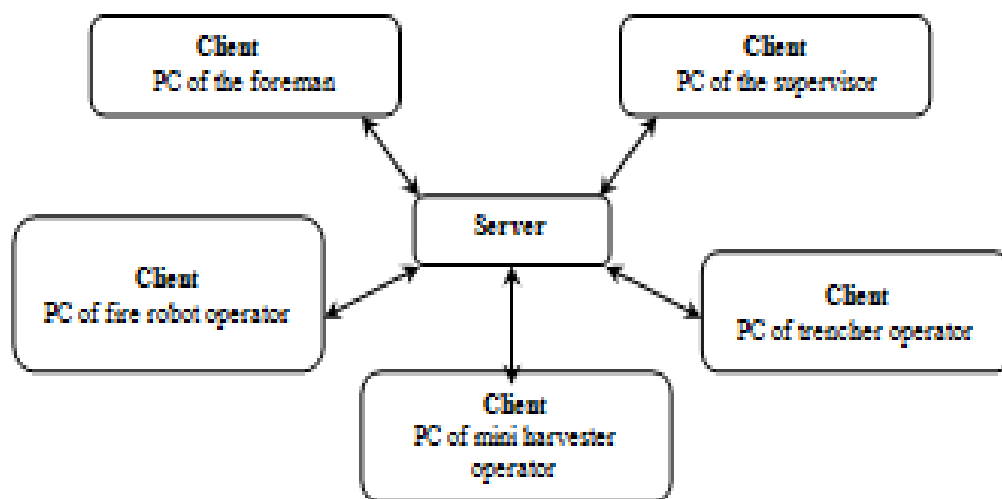 Client
PC of the foreman
Client
PC of the supervisor
Server
Client
PC of fire robot operator
Client
PC of trencher operator
Client
PC of mini harvester
operator